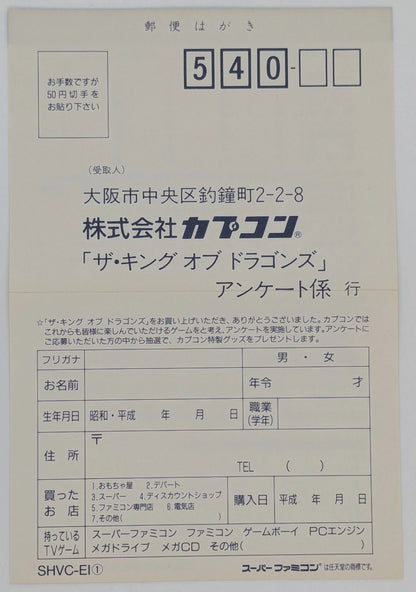 郵便はがき
お手数ですが
50円切手を
お貼り下さい
540-
(受取人)
大阪市中央区釣鐘町2-2-8
株式会社カプコン®
「ザ・キング オブ ドラゴンズ」
アンケート係 行
☆「ザ・キング オブ ドラゴンズ」をお買い上げいただき、ありがとうございました。カプコンでは
これからも皆様に楽しんでいただけるゲームをと考え、アンケートを実施しています。アンケートに
ご応募いただいた方の中から抽選で、カプコン特製グッズをプレゼントします。
フリガナ 男・女
お名前 年令 才
生年月日 昭和・平成 年 月 日 職業(学年)
住所 〒
TEL ( )
買ったお店 1.おもちゃ屋 2.デパート
3.スーパー 4.ディスカウントショップ
5.ファミコン専門店 6.電気店
7.その他( )
購入日 平成 年 月 日
持っているTVゲーム スーパーファミコン ファミコン ゲームボーイ PCエンジン
メガドライブ メガCD その他( )
SHVC-EI① スーパーファミコン®は任天堂の商標です。